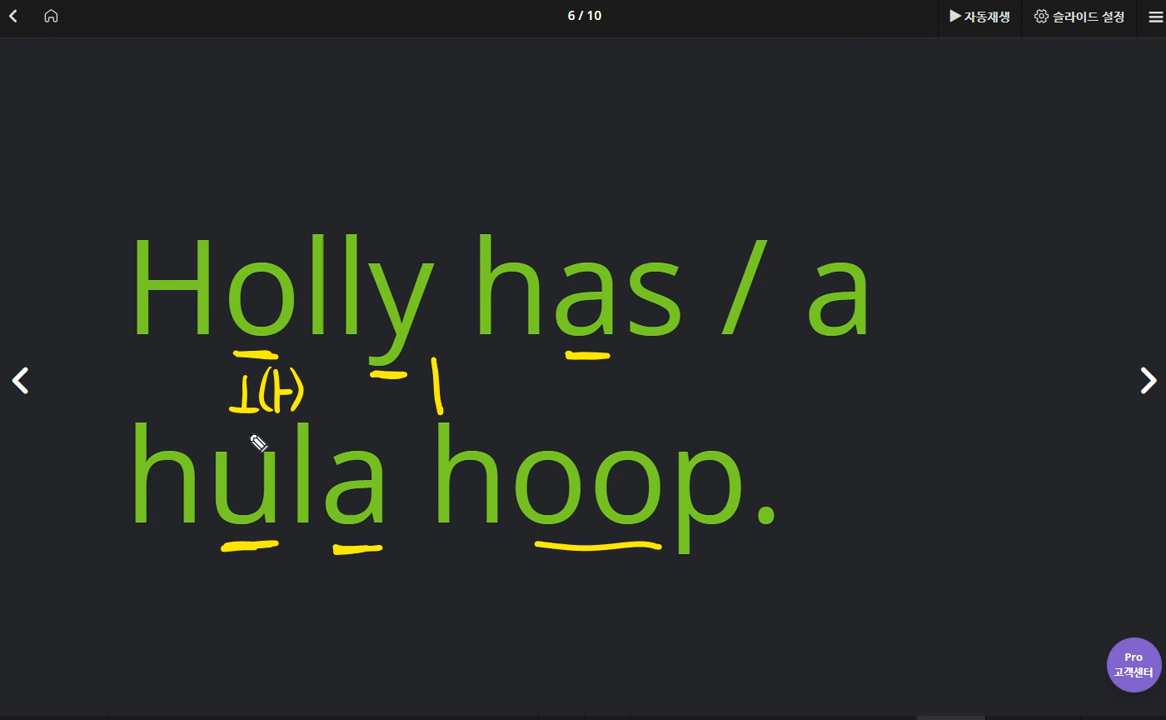 6 / 10
자동재생
슬라이드 설정
Holly has / a
ㅗ(ㅏ) ㅣ
hula hoop.
Pro
고객센터